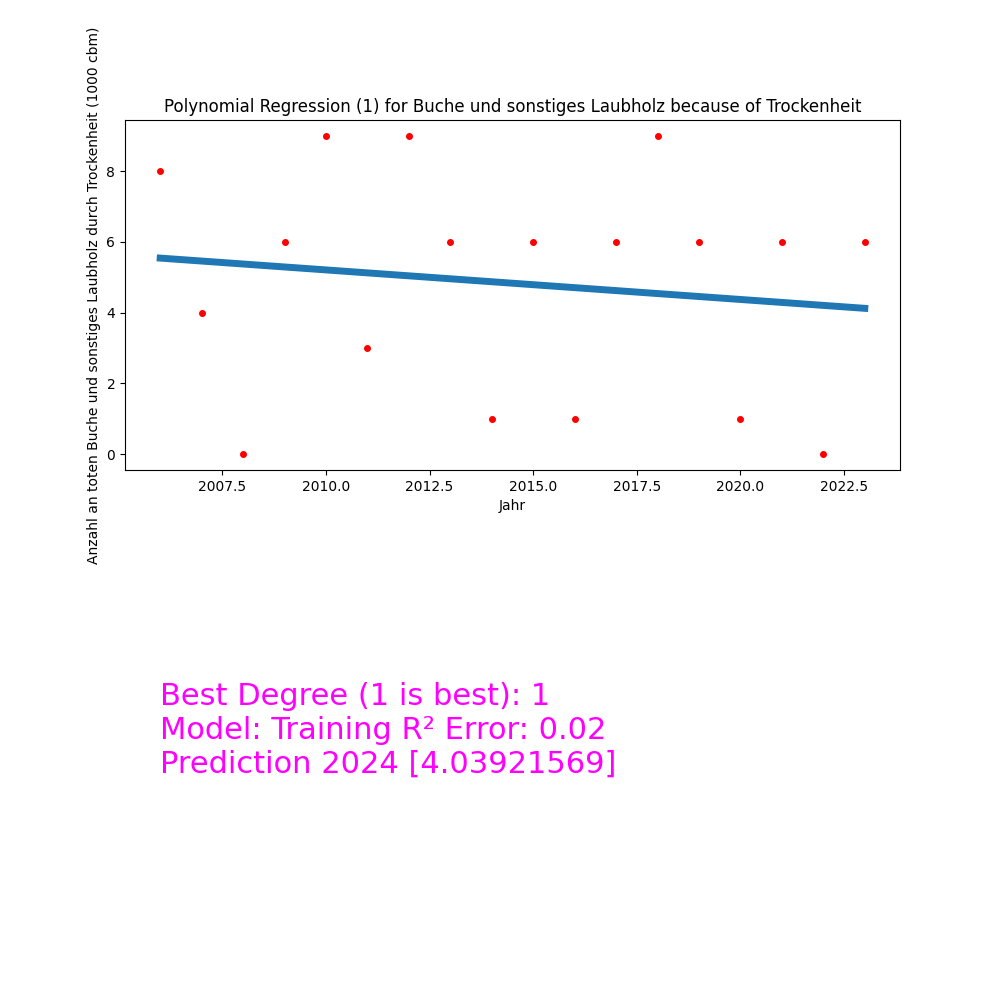 Polynomial Regression (1) for Buche und sonstiges Laubholz because of Trockenheit
Anzahl an toten Buche und sonstiges Laubholz durch Trockenheit (1000 cbm)
8
6
4
2
0
2007.5 2010.0 2012.5 2015.0 2017.5 2020.0 2022.5
Jahr
Best Degree (1 is best): 1
Model: Training R² Error: 0.02
Prediction 2024 [4.03921569]